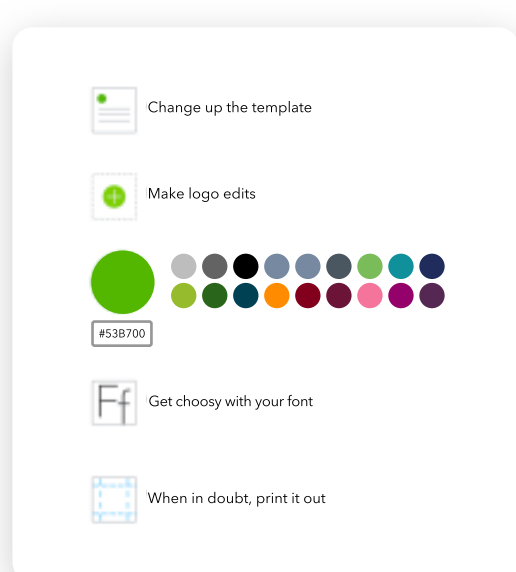 Change up the template
Make logo edits
#53B700
Ff
Get choosy with your font
When in doubt, print it out